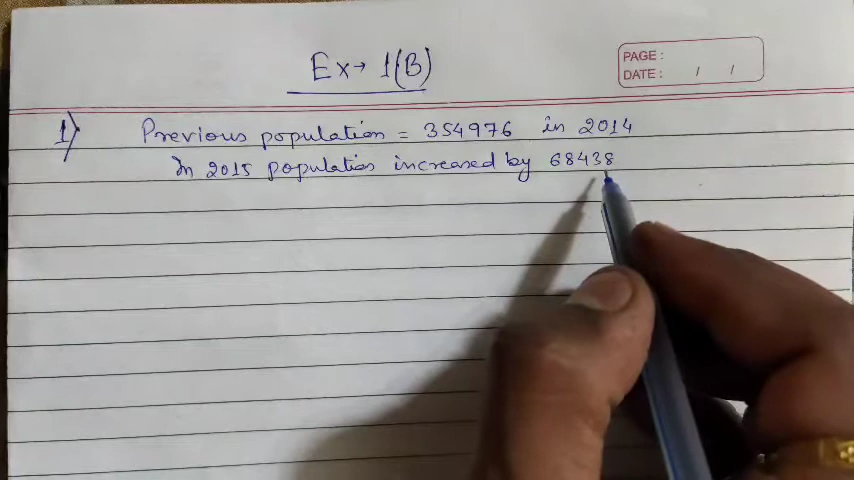 Ex → 1(B)
PAGE :
DATE : / /
1) Previous population = 354976 in 2014
In 2015 population increased by 68438